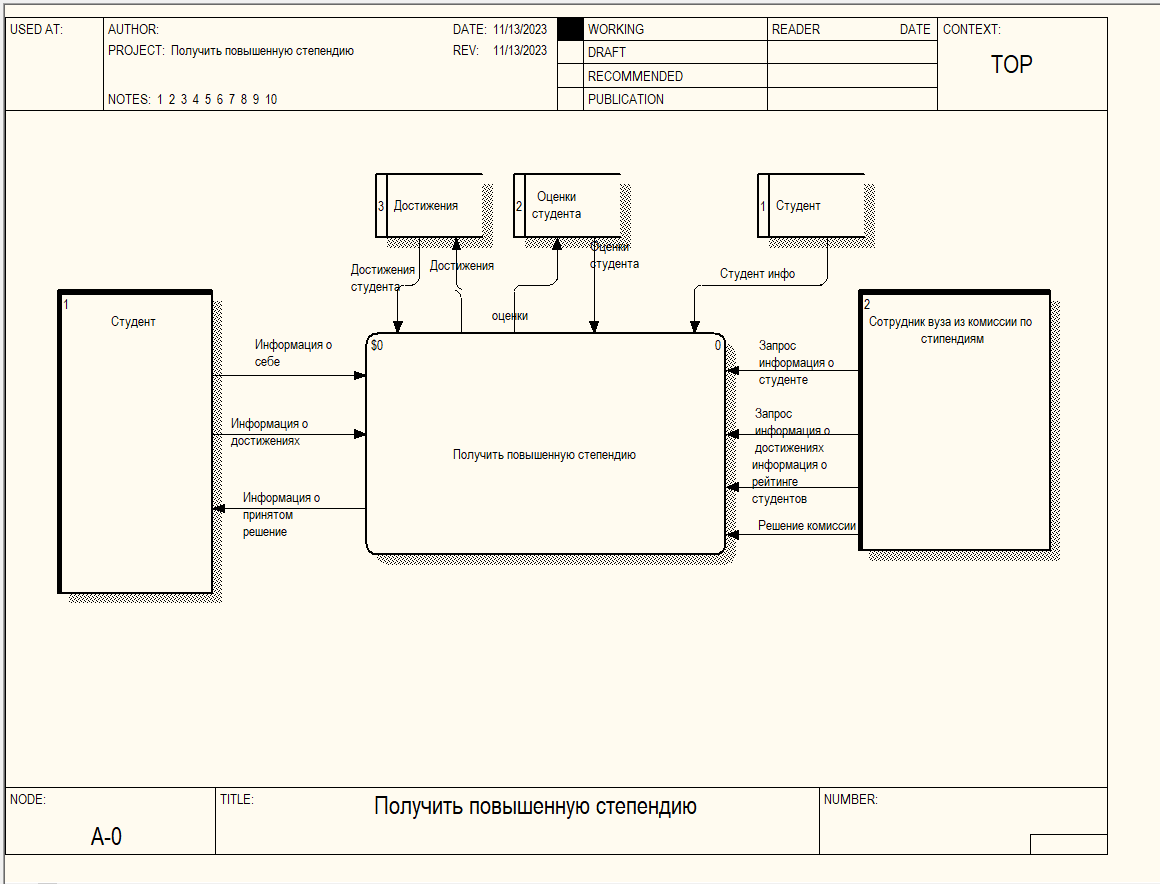 USED AT:
AUTHOR:
DATE: 11/13/2023
PROJECT: Получить повышенную степендию
REV: 11/13/2023
NOTES: 1 2 3 4 5 6 7 8 9 10
WORKING
DRAFT
RECOMMENDED
PUBLICATION
READER DATE
CONTEXT:
TOP
3 Достижения
2
Оценки
студента
1 Студент
Достижения
студента
Достижения
оценки
Оценки
студента
Студент инфо
1
Студент
Информация о
себе
Информация о
достижениях
Информация о
принятом
решение
$0
0
Получить повышенную степендию
Запрос
информация о
студенте
Запрос
информация о
достижениях
информация о
рейтинге
студентов
Решение комиссии
2
Сотрудник вуза из комиссии по
стипендиям
NODE:
A-0
TITLE:
Получить повышенную степендию
NUMBER: